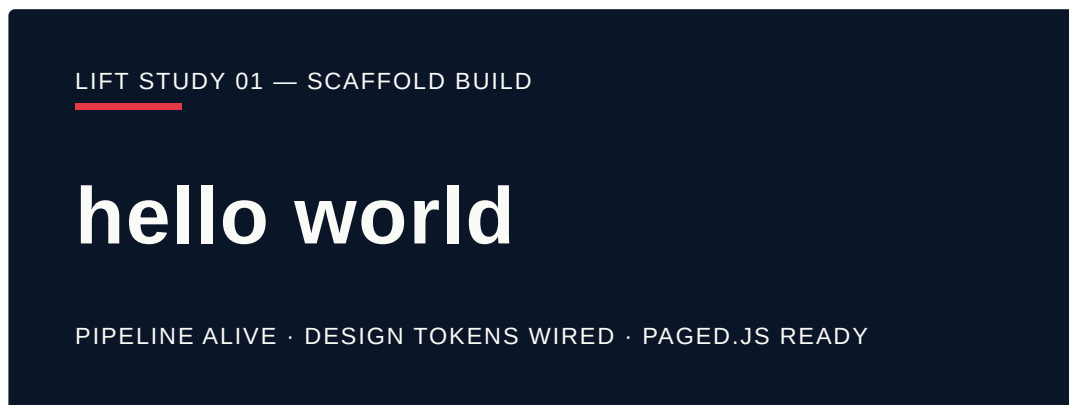 LIFT STUDY 01 — SCAFFOLD BUILD
hello world
PIPELINE ALIVE · DESIGN TOKENS WIRED · PAGED.JS READY